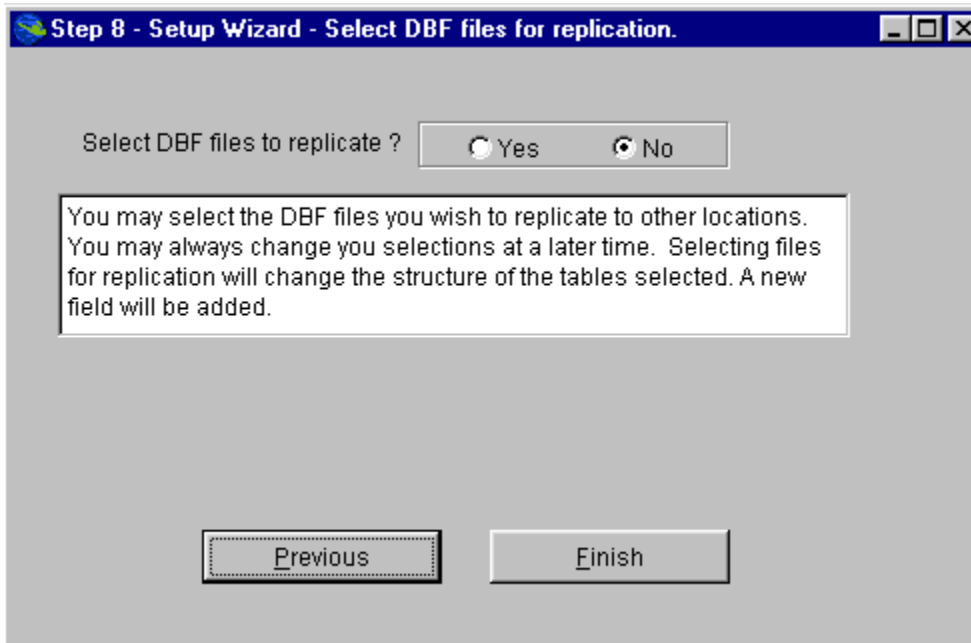 Step 8 - Setup Wizard - Select DBF files for replication.
Select DBF files to replicate ? Yes No
You may select the DBF files you wish to replicate to other locations.
You may always change you selections at a later time.  Selecting files
for replication will change the structure of the tables selected. A new
field will be added.
Previous Finish